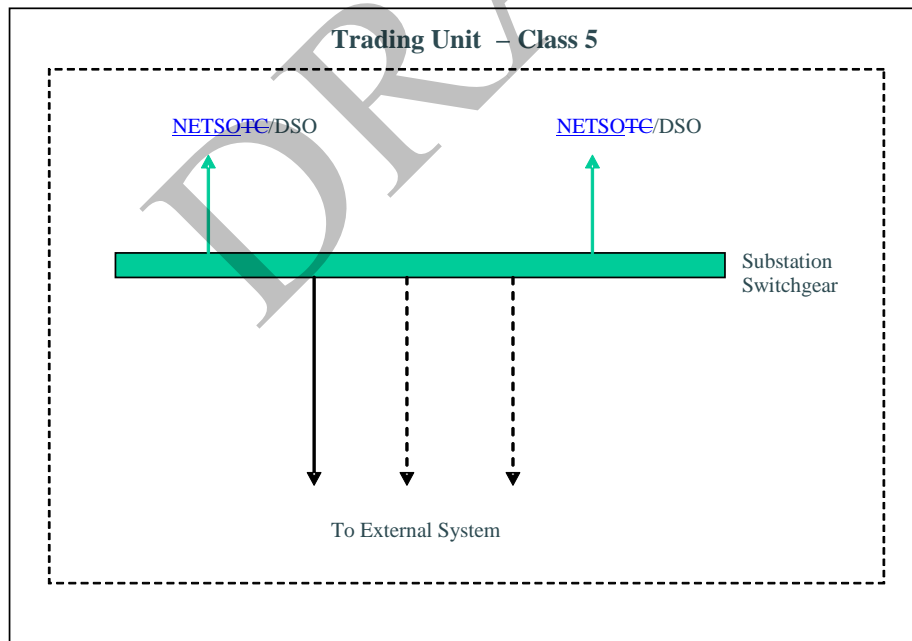 Trading Unit – Class 5
NETSOTC/DSO
NETSOTC/DSO
Substation
Switchgear
To External System